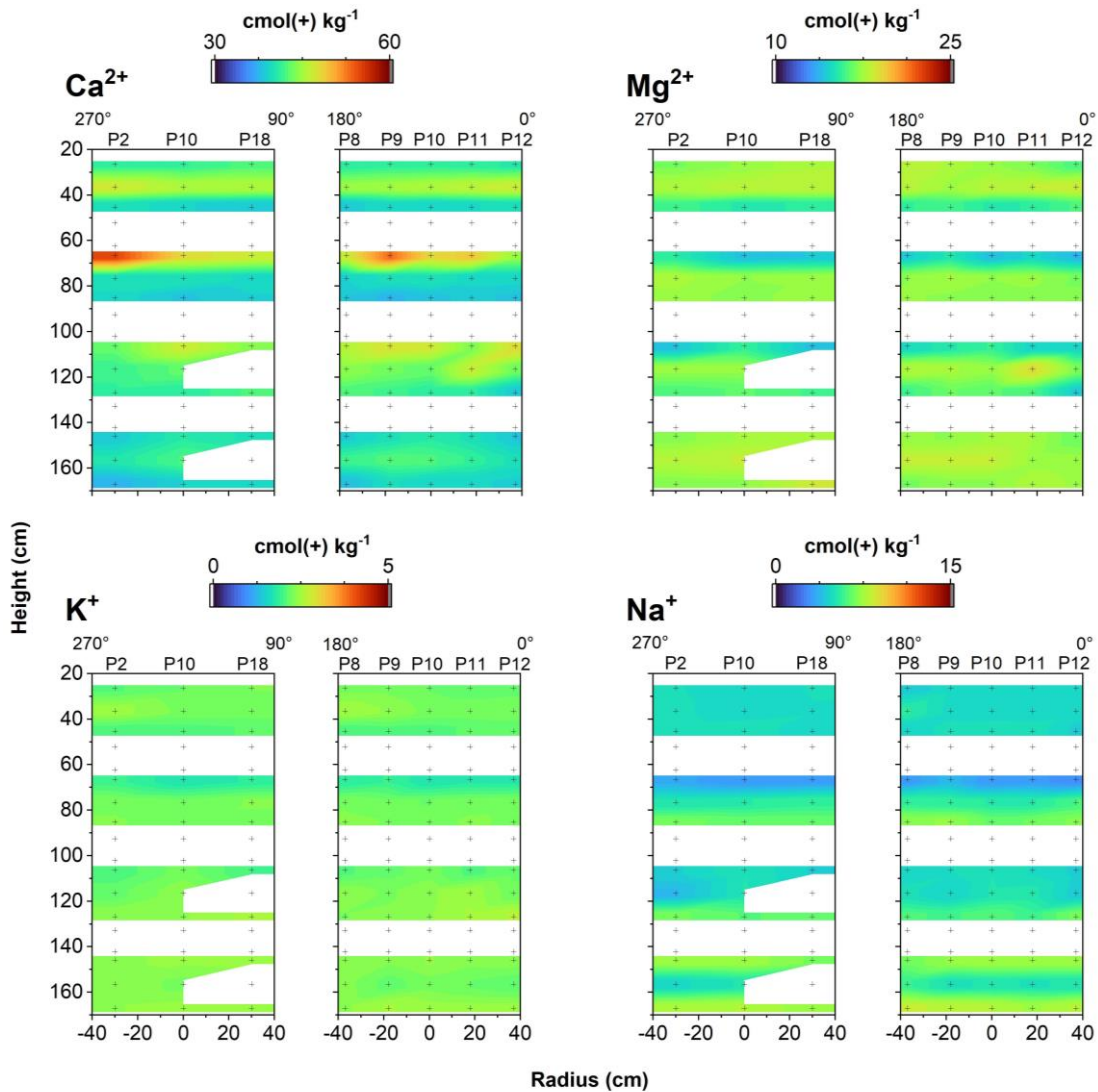 cmol(+) kg-1 cmol(+) kg-1
30 60 10 25
Ca2+ Mg2+
270° 90° 180° 0° 270° 90° 180° 0°
P2 P10 P18 P8 P9 P10 P11 P12 P2 P10 P18 P8 P9 P10 P11 P12
20
40
60
80
100
120
140
160
Height (cm)
cmol(+) kg-1 cmol(+) kg-1
0 5 0 15
K+ Na+
270° 90° 180° 0° 270° 90° 180° 0°
P2 P10 P18 P8 P9 P10 P11 P12 P2 P10 P18 P8 P9 P10 P11 P12
20
40
60
80
100
120
140
160
-40 -20 0 20 40 -40 -20 0 20 40 -40 -20 0 20 40 -40 -20 0 20 40
Radius (cm)